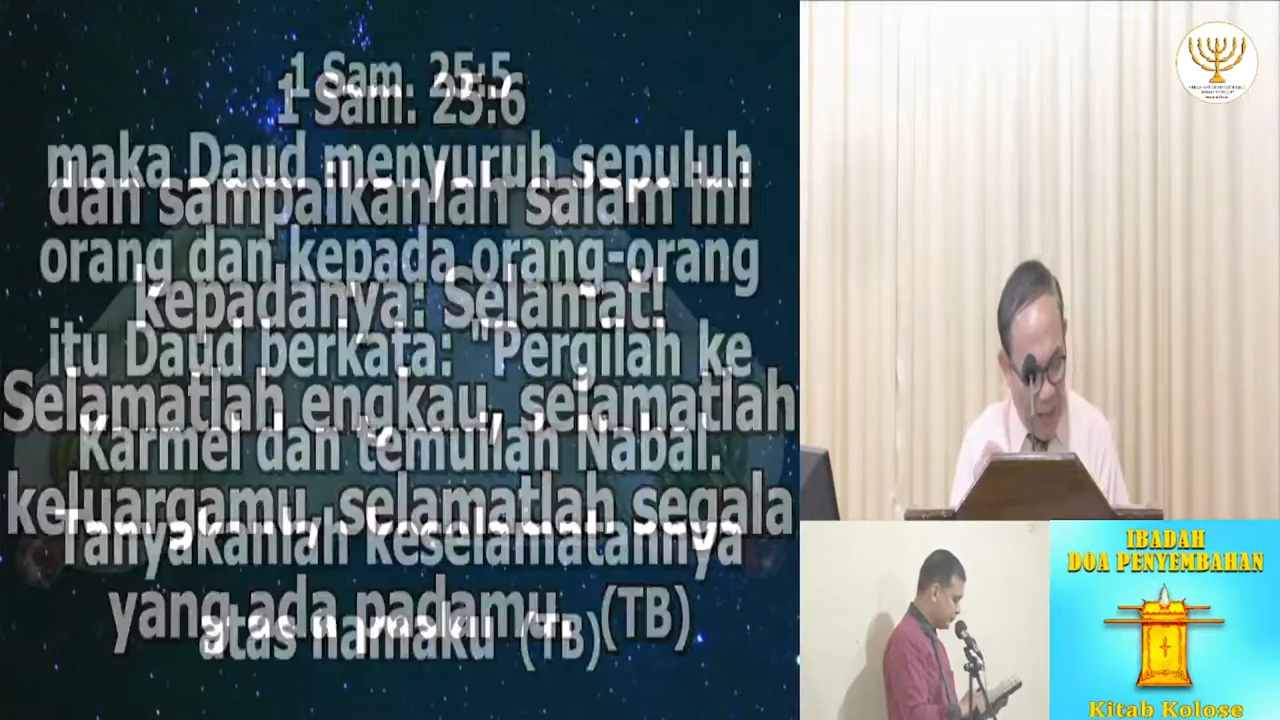 1 Sam. 25:5
maka Daud menyuruh sepuluh
orang dan kepada orang-orang
itu Daud berkata: "Pergilah ke
Karmel dan temuilah Nabal.
Tanyakanlah keselamatannya
atas namaku (TB)
1 Sam. 25:6
dan sampaikanlah salam ini
kepadanya: Selamat!
Selamatlah engkau, selamatlah
keluargamu, selamatlah segala
yang ada padamu. (TB)
IBADAH
DOA PENYEMBAHAN
Kitab Kolose